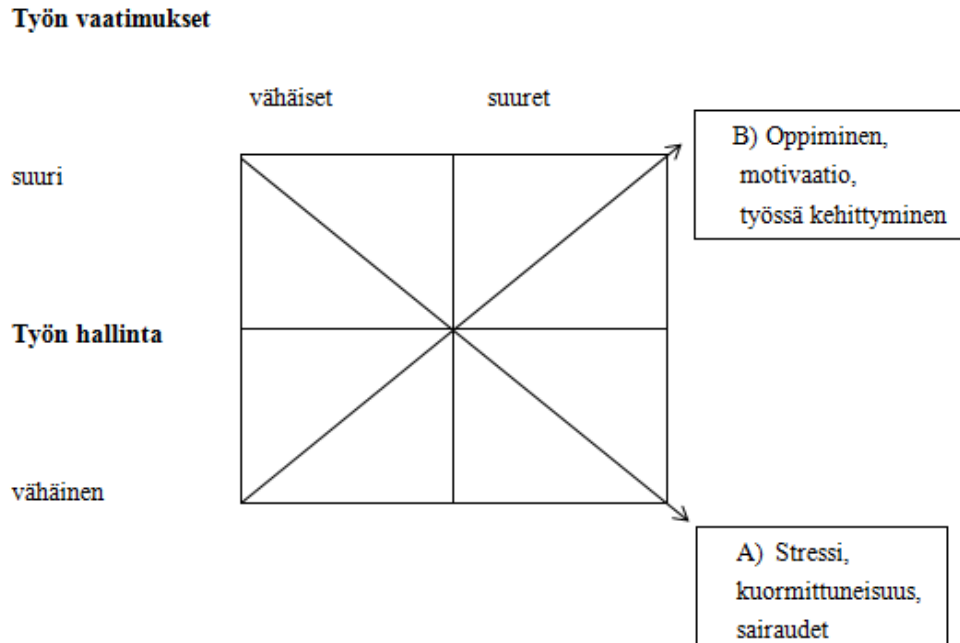 Työn vaatimukset
vähäiset suuret
B) Oppiminen,
motivaatio,
työssä kehittyminen
suuri
Työn hallinta
vähäinen
A) Stressi,
kuormittuneisuus,
sairaudet